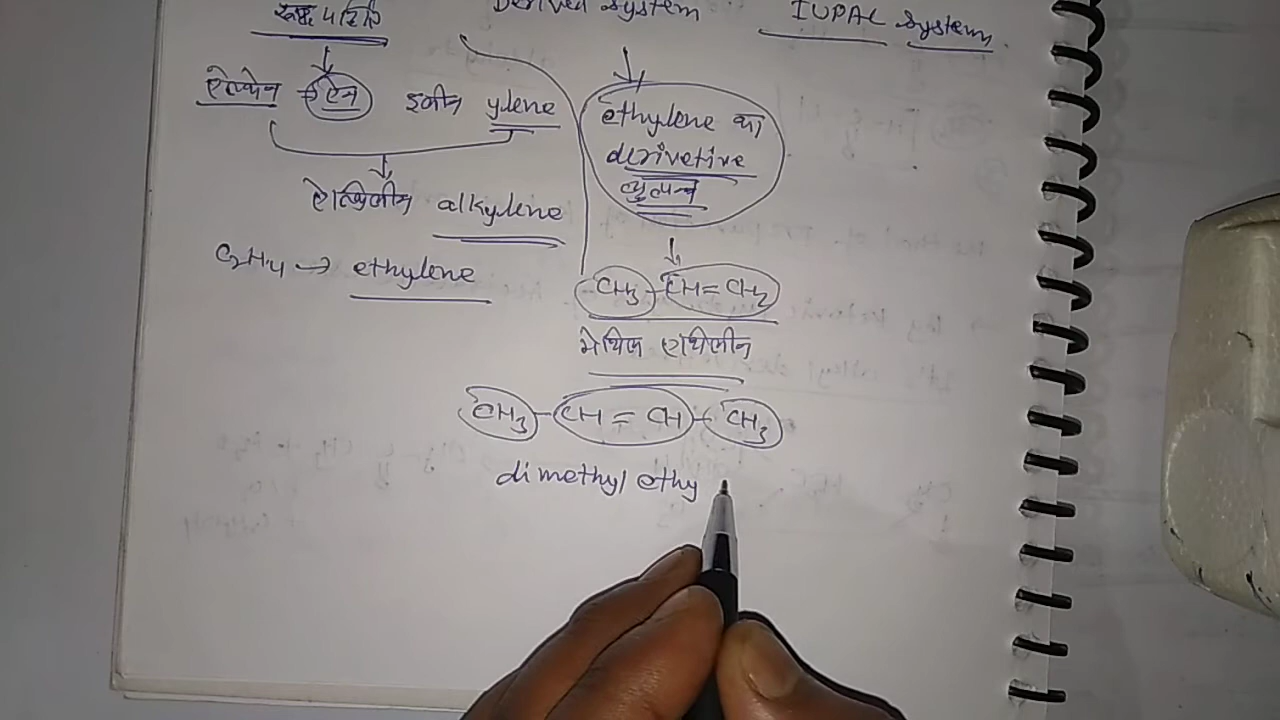 रूढ़ पद्धति Derived System IUPAC System
ऐल्केन + ऐन इलीन ylene
ऐल्किलीन alkylene
C2H4 → ethylene
ethylene का
derivetive
व्युत्पन्न
CH3-CH=CH2
मेथिल एथिलीन
CH3-CH=CH-CH3
dimethyl ethy